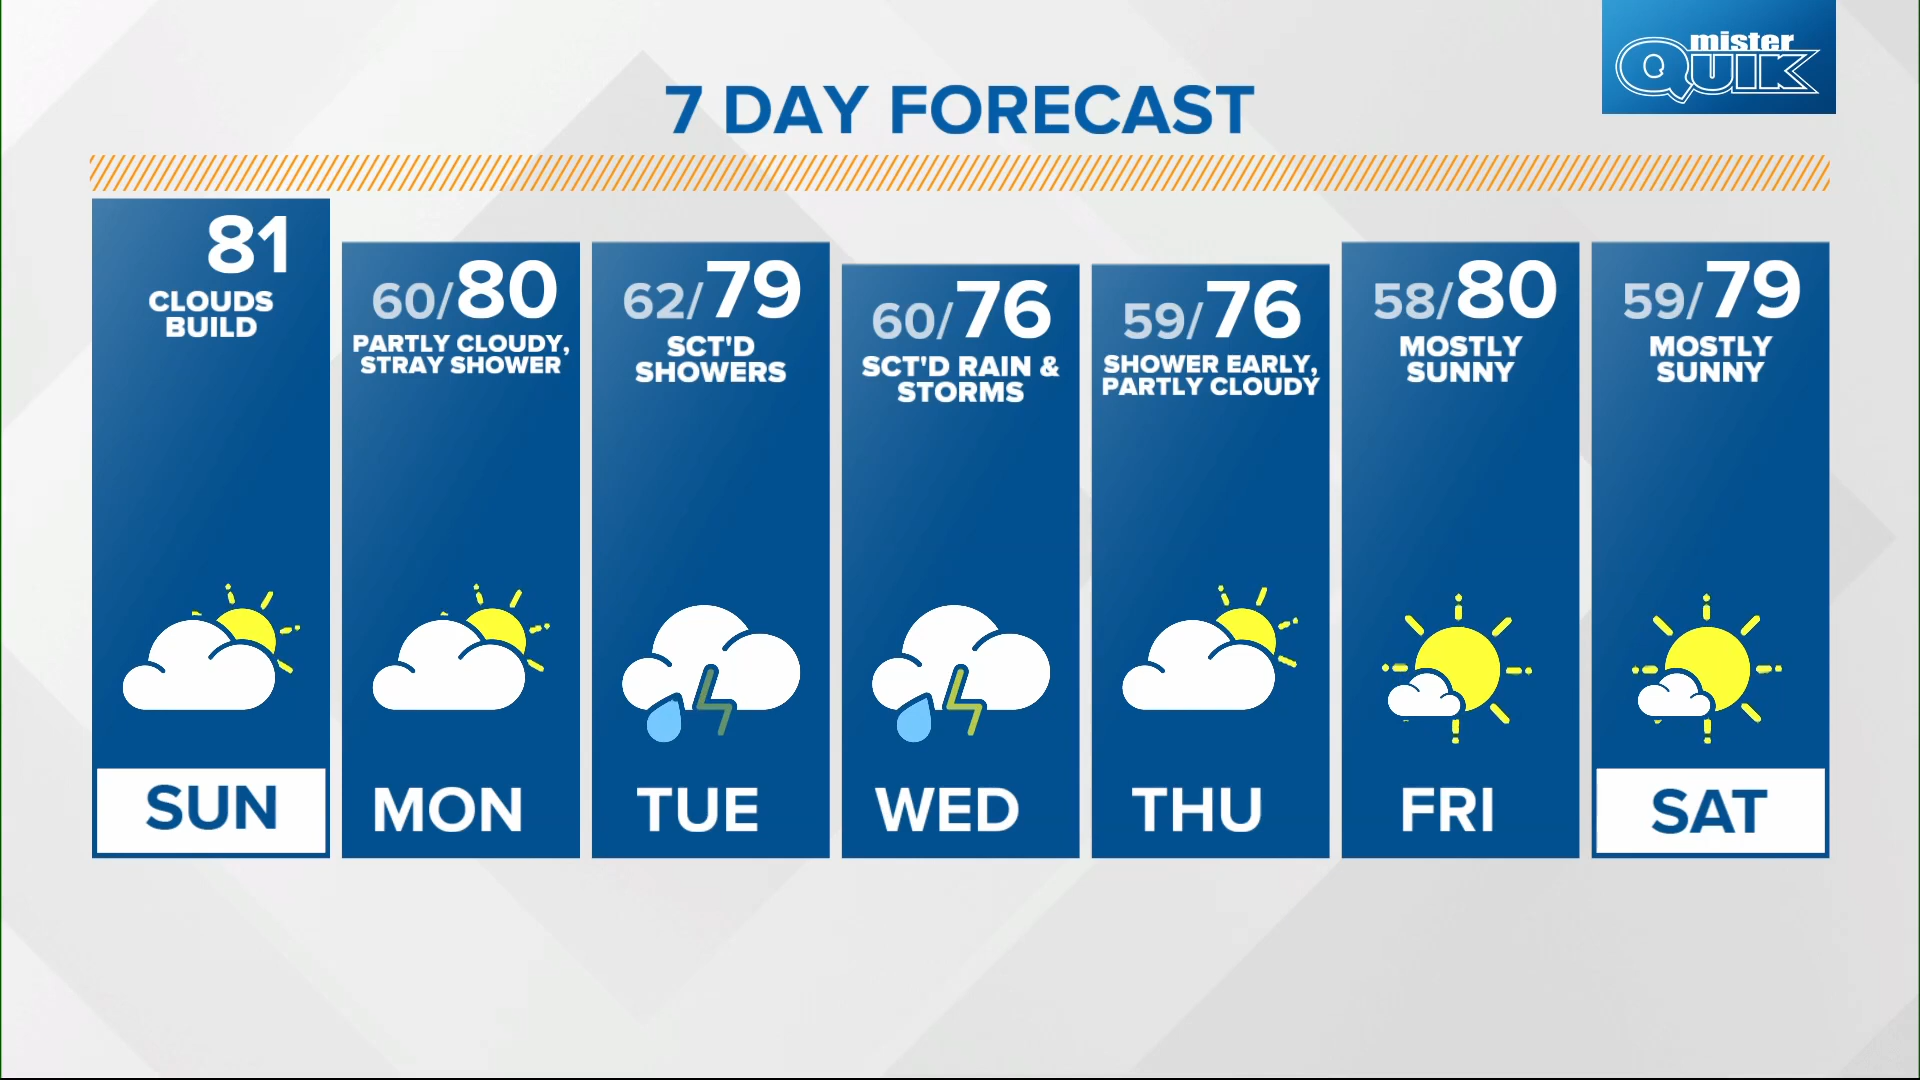 mister
QUIK
7 DAY FORECAST
81
CLOUDS
BUILD
SUN
60/80
PARTLY CLOUDY,
STRAY SHOWER
MON
62/79
SCT'D
SHOWERS
TUE
60/76
SCT'D RAIN &
STORMS
WED
59/76
SHOWER EARLY,
PARTLY CLOUDY
THU
58/80
MOSTLY
SUNNY
FRI
59/79
MOSTLY
SUNNY
SAT